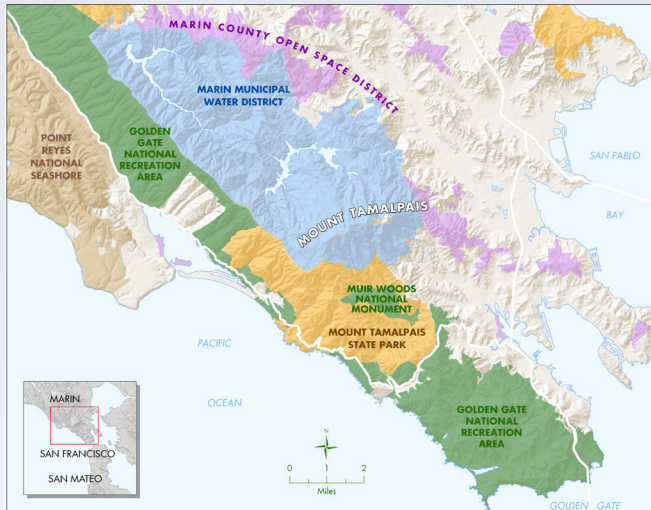 MARIN COUNTY OPEN SPACE DISTRICT
MARIN MUNICIPAL
WATER DISTRICT
POINT
REYES
NATIONAL
SEASHORE
GOLDEN
GATE
NATIONAL
RECREATION
AREA
SAN PABLO
BAY
MOUNT TAMALPAIS
MUIR WOODS
NATIONAL
MONUMENT
MOUNT TAMALPAIS
STATE PARK
PACIFIC
OCEAN
GOLDEN GATE
NATIONAL
RECREATION
AREA
MARIN
SAN FRANCISCO
SAN MATEO
N
0 1 2
Miles
GOLDEN GATE